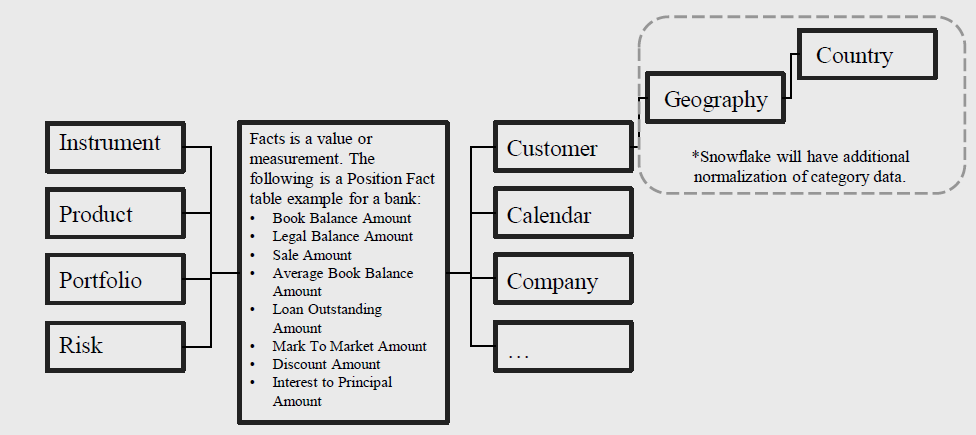 Instrument
Product
Portfolio
Risk
Facts is a value or
measurement. The
following is a Position Fact
table example for a bank:
• Book Balance Amount
• Legal Balance Amount
• Sale Amount
• Average Book Balance
Amount
• Loan Outstanding
Amount
• Mark To Market Amount
• Discount Amount
• Interest to Principal
Amount
Customer
Calendar
Company
…
Geography
Country
*Snowflake will have additional
normalization of category data.